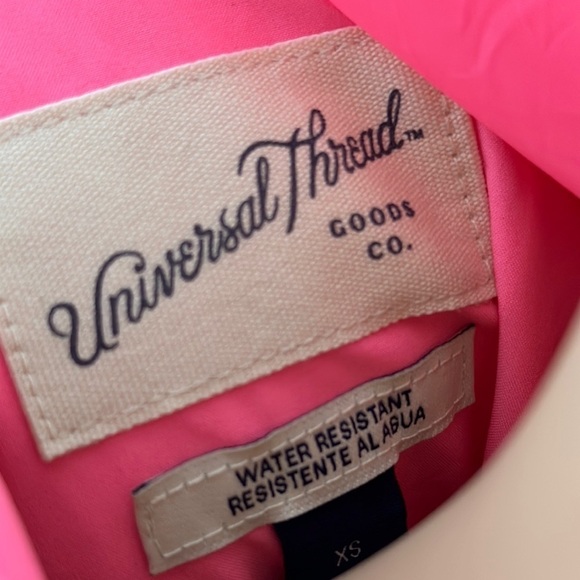 Universal Thread™
GOODS
CO.
WATER RESISTANT
RESISTENTE AL AGUA
XS